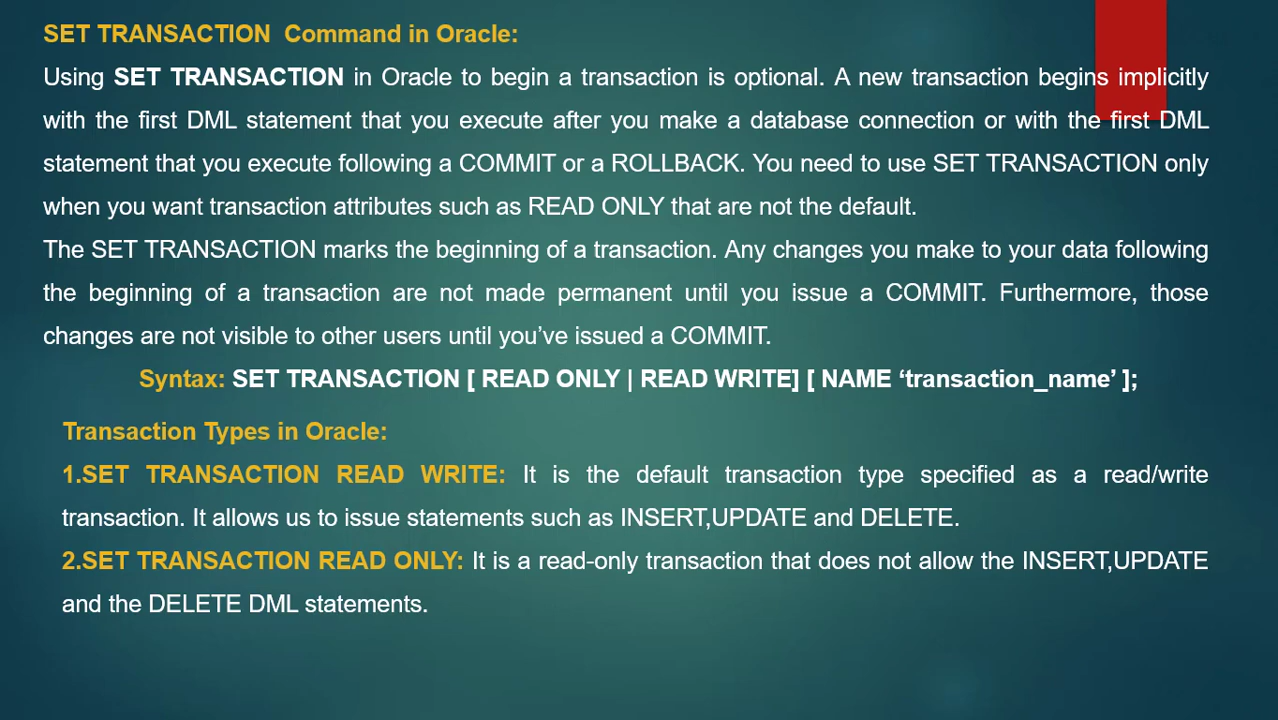 SET TRANSACTION Command in Oracle:
Using SET TRANSACTION in Oracle to begin a transaction is optional. A new transaction begins implicitly
with the first DML statement that you execute after you make a database connection or with the first DML
statement that you execute following a COMMIT or a ROLLBACK. You need to use SET TRANSACTION only
when you want transaction attributes such as READ ONLY that are not the default.
The SET TRANSACTION marks the beginning of a transaction. Any changes you make to your data following
the beginning of a transaction are not made permanent until you issue a COMMIT. Furthermore, those
changes are not visible to other users until you’ve issued a COMMIT.
Syntax: SET TRANSACTION [ READ ONLY | READ WRITE] [ NAME ‘transaction_name’ ];
Transaction Types in Oracle:
1.SET TRANSACTION READ WRITE: It is the default transaction type specified as a read/write
transaction. It allows us to issue statements such as INSERT,UPDATE and DELETE.
2.SET TRANSACTION READ ONLY: It is a read-only transaction that does not allow the INSERT,UPDATE
and the DELETE DML statements.